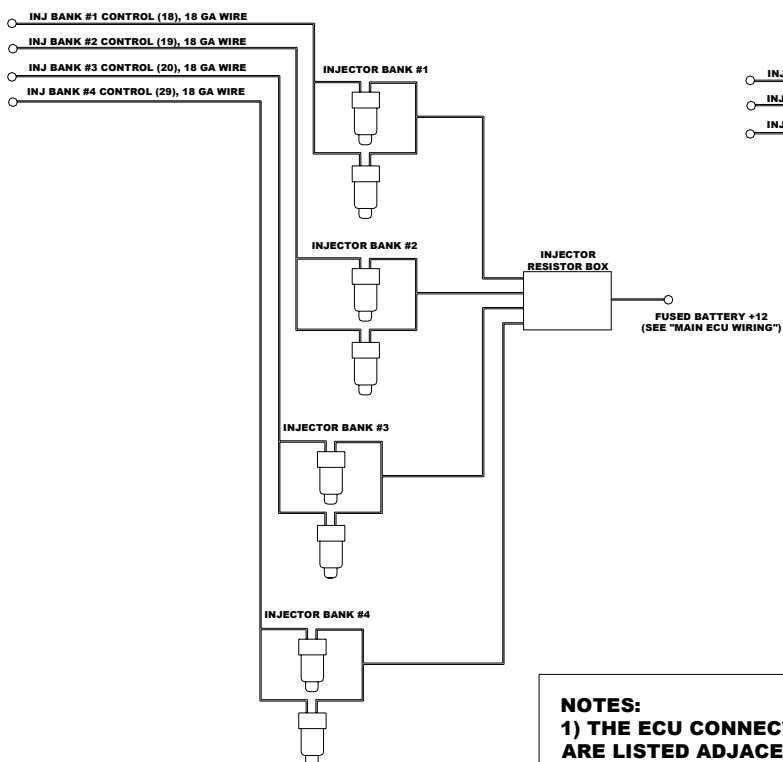 INJ BANK #1 CONTROL (18), 18 GA WIRE
INJ BANK #2 CONTROL (19), 18 GA WIRE
INJ BANK #3 CONTROL (20), 18 GA WIRE
INJ BANK #4 CONTROL (29), 18 GA WIRE
INJECTOR BANK #1
INJ
INJ
INJ
INJECTOR BANK #2
INJECTOR
RESISTOR BOX
FUSED BATTERY +12
(SEE "MAIN ECU WIRING")
INJECTOR BANK #3
INJECTOR BANK #4
NOTES:
1) THE ECU CONNECT
ARE LISTED ADJACE